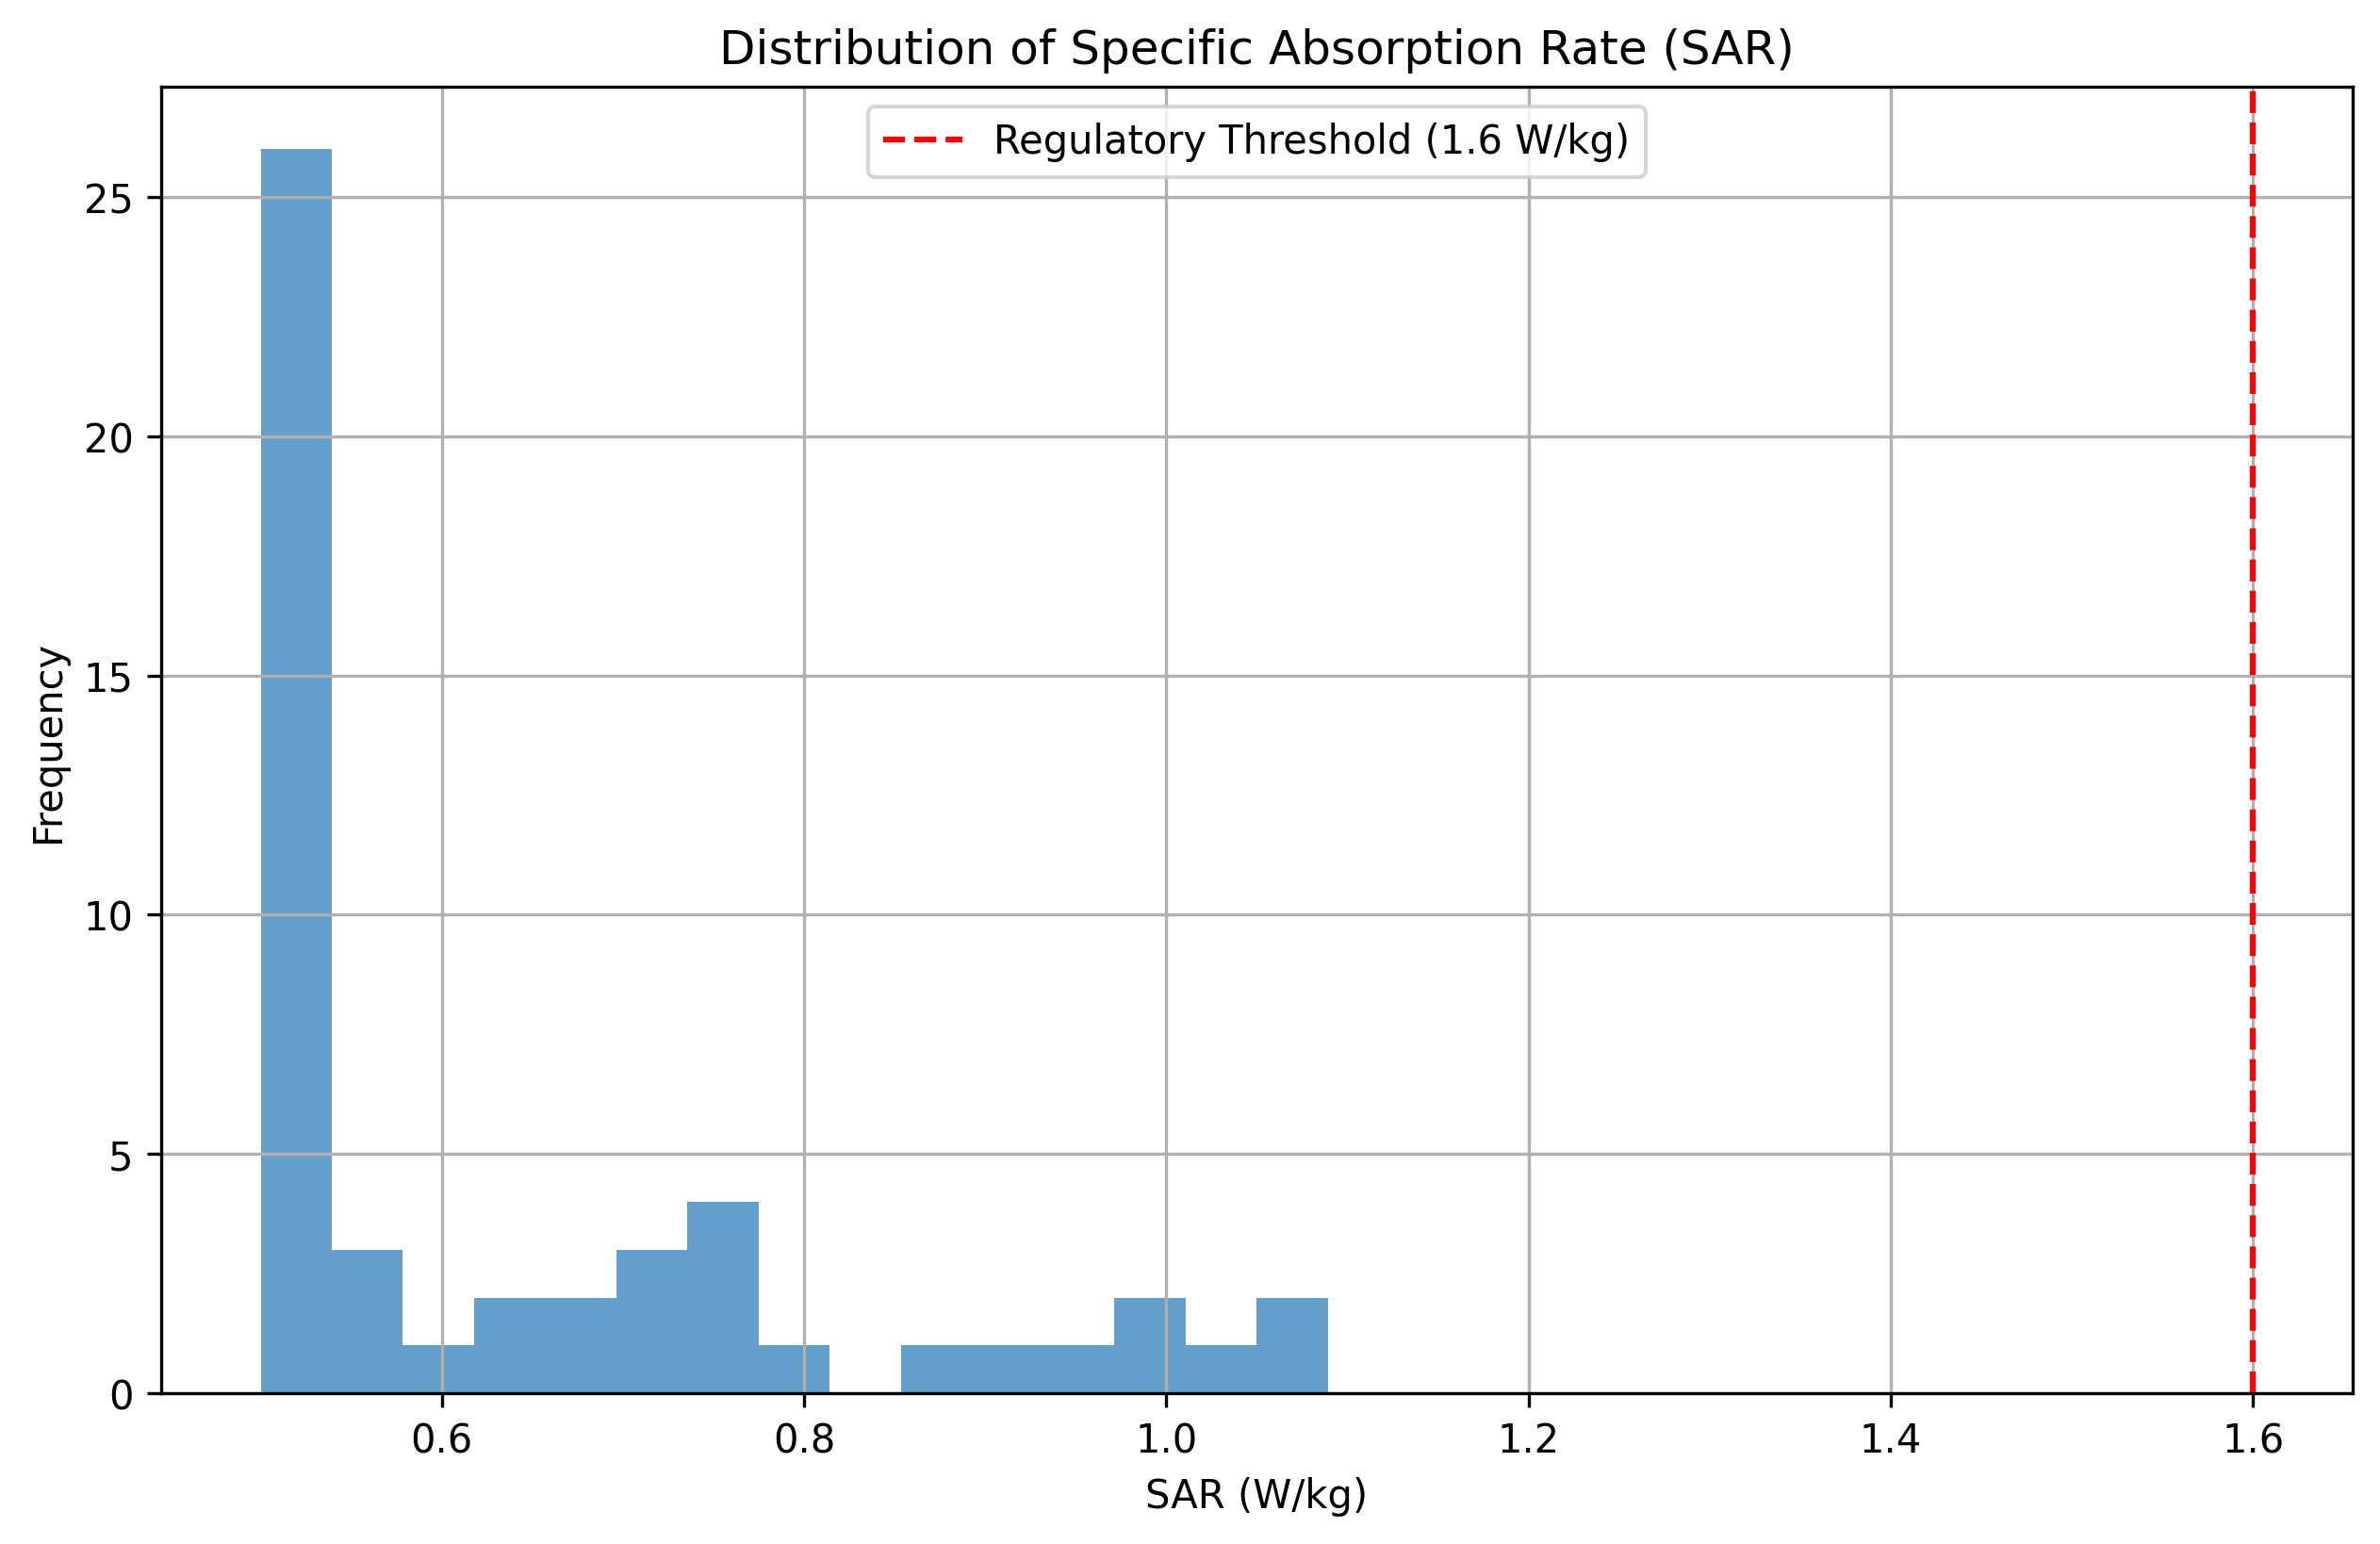 Distribution of Specific Absorption Rate (SAR)
Regulatory Threshold (1.6 W/kg)
Frequency
25
20
15
10
5
0
0.6 0.8 1.0 1.2 1.4 1.6
SAR (W/kg)